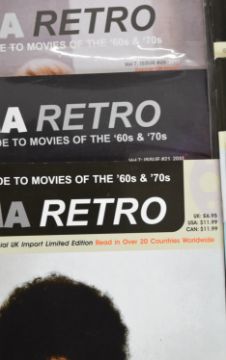 A RETRO
E TO MOVIES OF THE '60s & '70s
A RETRO
DE TO MOVIES OF THE '60s & '70s
DE TO MOVIES OF THE '60s & '70s
MA RETRO
UK: £6.95
USA: $11.99
CAN: $11.99
ial UK Import Limited Edition Read in Over 20 Countries Worldwide